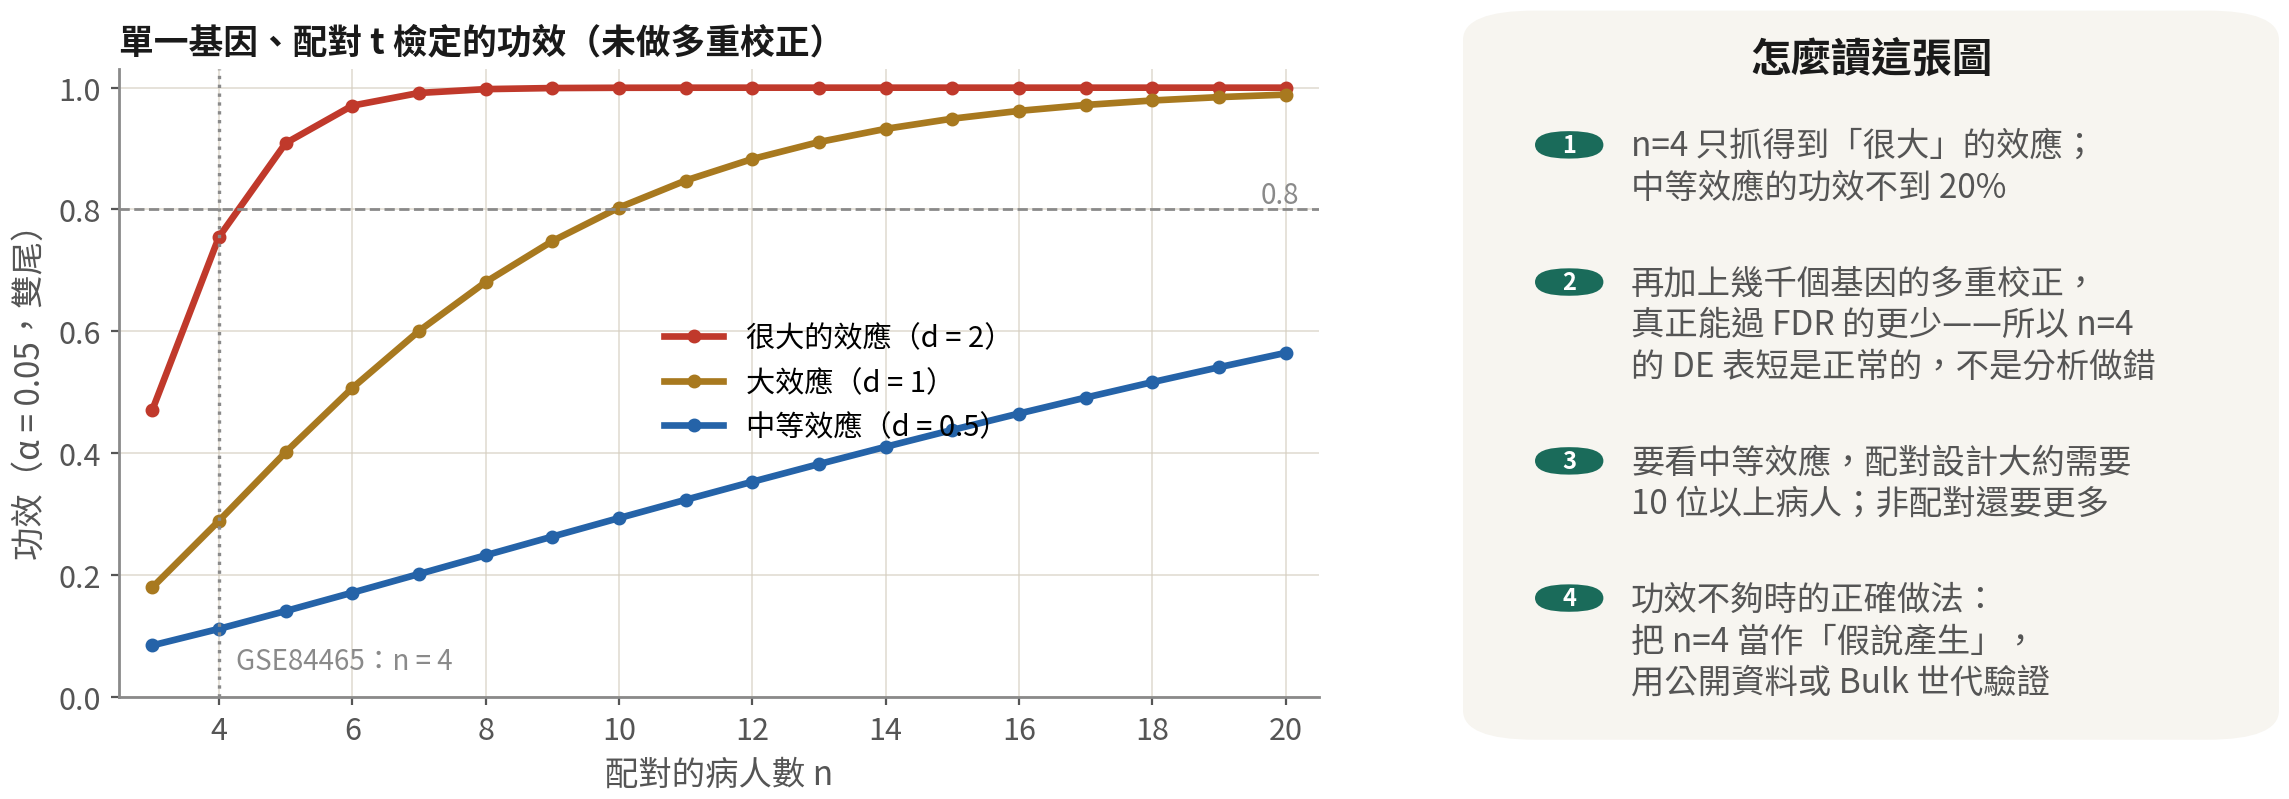 單一基因、配對 t 檢定的功效（未做多重校正）
1.0
0.8
0.6
0.4
0.2
0.0
功效（α = 0.05，雙尾）
0.8
很大的效應（d = 2）
大效應（d = 1）
中等效應（d = 0.5）
GSE84465：n = 4
4 6 8 10 12 14 16 18 20
配對的病人數 n
怎麼讀這張圖
1 n=4 只抓得到「很大」的效應；
中等效應的功效不到 20%
2 再加上幾千個基因的多重校正，
真正能過 FDR 的更少——所以 n=4
的 DE 表短是正常的，不是分析做錯
3 要看中等效應，配對設計大約需要
10 位以上病人；非配對還要更多
4 功效不夠時的正確做法：
把 n=4 當作「假說產生」，
用公開資料或 Bulk 世代驗證